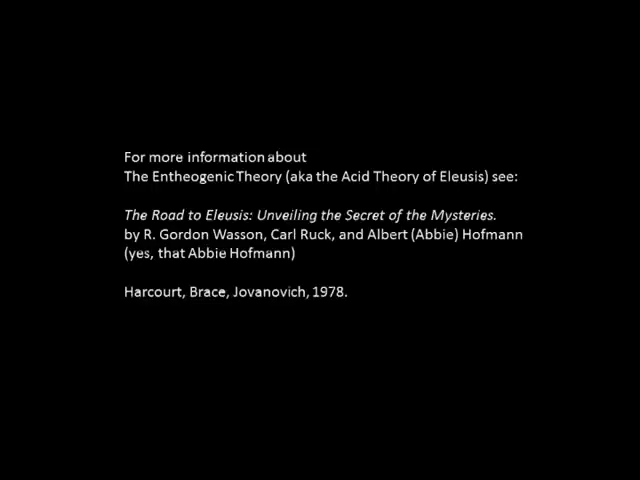 For more information about
The Entheogenic Theory (aka the Acid Theory of Eleusis) see:
The Road to Eleusis: Unveiling the Secret of the Mysteries.
by R. Gordon Wasson, Carl Ruck, and Albert (Abbie) Hofmann
(yes, that Abbie Hofmann)
Harcourt, Brace, Jovanovich, 1978.